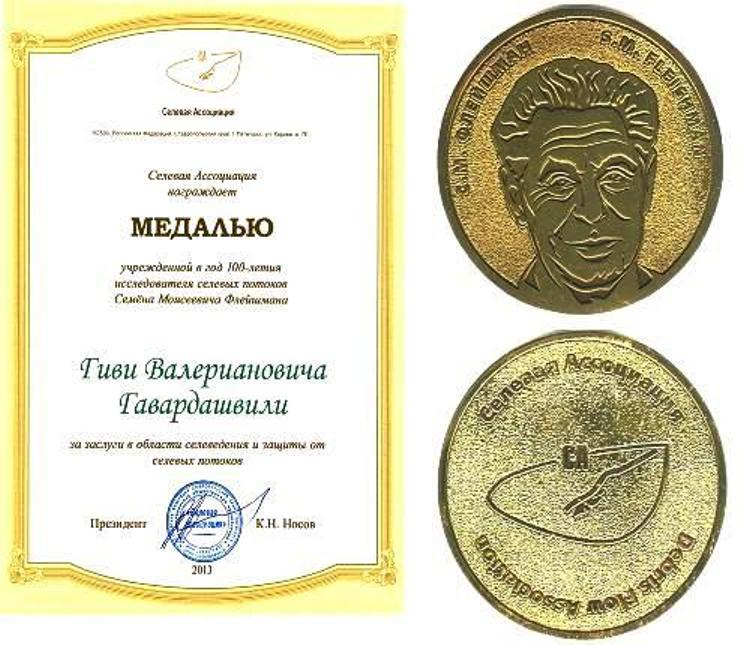 Селевая Ассоциация
Селевая Ассоциация
награждает
МЕДАЛЬЮ
учрежденной в год 100-летия
исследователя селевых потоков
Семёна Моисеевича Флейшмана
Гиви Валериановича
Гавардашвили
за заслуги в области селеведения и защиты от
селевых потоков
Президент
К.Н. Носов
2013
С.М. ФЛЕЙШМАН S.M. FLEISHMAN
Селевая Ассоциация
СА
Debris Flow Association